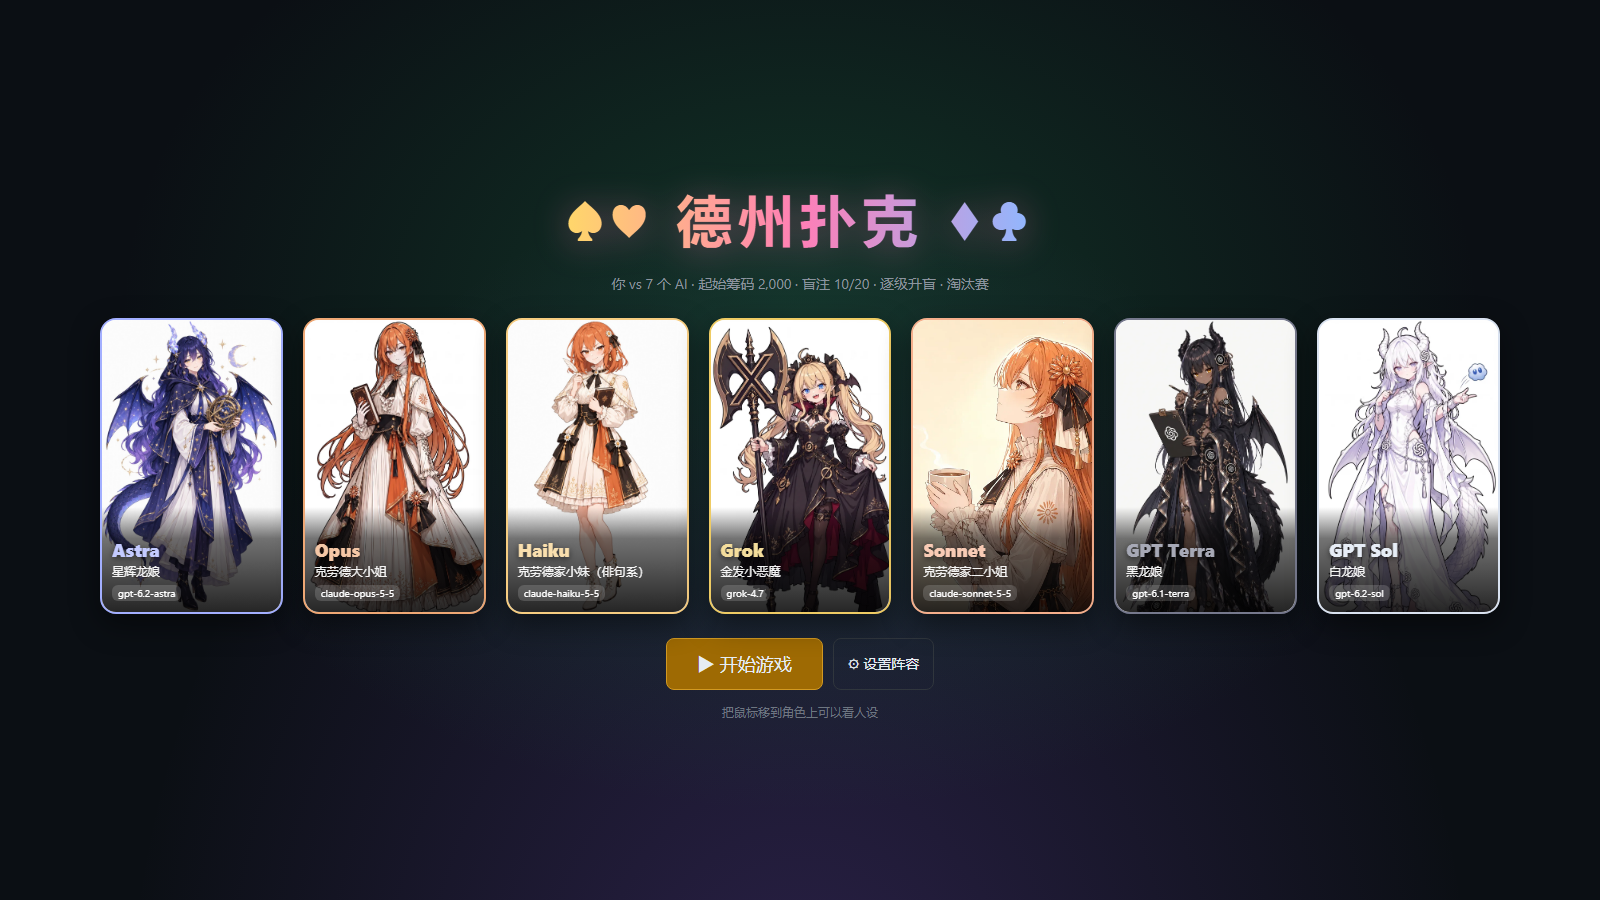 ♠♥ 德州扑克 ♦♣
你 vs 7 个 AI · 起始筹码 2,000 · 盲注 10/20 · 逐级升盲 · 淘汰赛
Astra
星辉龙娘
gpt-6.2-astra
Opus
克劳德大小姐
claude-opus-5-5
Haiku
克劳德家小妹（俳句系）
claude-haiku-5-5
Grok
金发小恶魔
grok-4.7
Sonnet
克劳德家二小姐
claude-sonnet-5-5
GPT Terra
黑龙娘
gpt-6.1-terra
GPT Sol
白龙娘
gpt-6.2-sol
▶ 开始游戏
⚙ 设置阵容
把鼠标移到角色上可以看人设